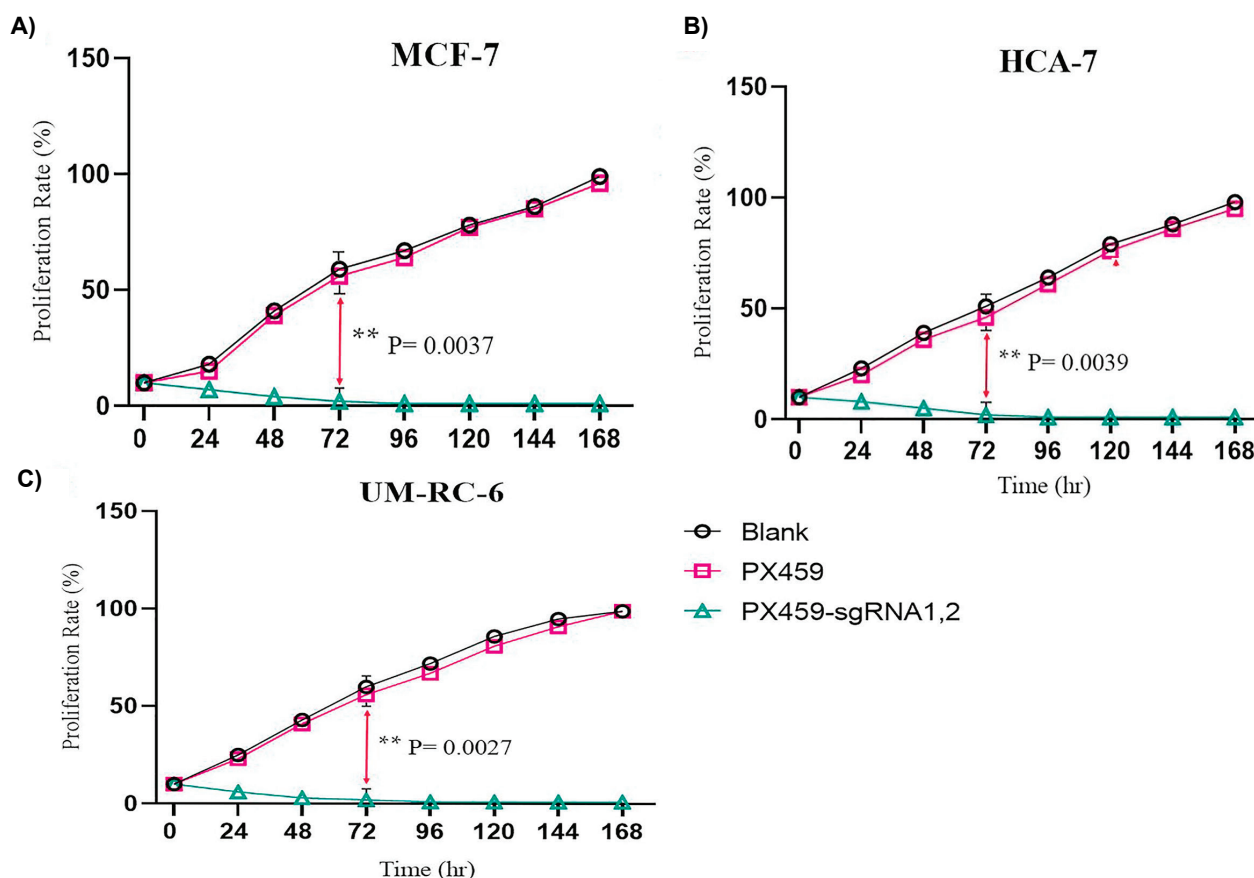 A)
MCF-7
150
100
50
0
Proliferation Rate (%)
** P= 0.0037
0 24 48 72 96 120 144 168
B)
HCA-7
150
100
50
0
Proliferation Rate (%)
** P= 0.0039
0 24 48 72 96 120 144 168
Time (hr)
C)
UM-RC-6
150
100
50
0
Proliferation Rate (%)
** P= 0.0027
0 24 48 72 96 120 144 168
Time (hr)
Blank
PX459
PX459-sgRNA1,2